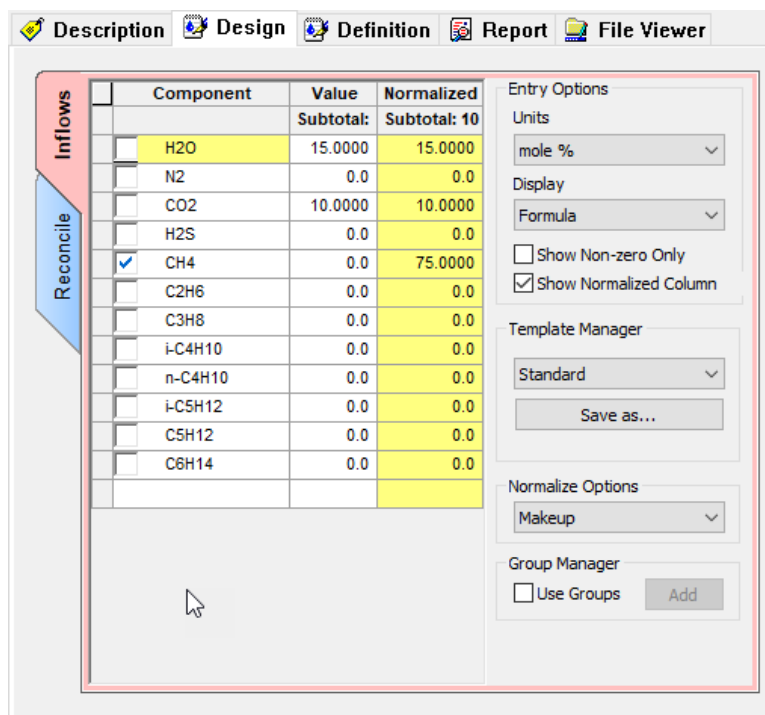 Description Design Definition Report File Viewer
Inflows
Reconcile
Component Value Normalized
Subtotal: Subtotal: 10
H2O 15.0000 15.0000
N2 0.0 0.0
CO2 10.0000 10.0000
H2S 0.0 0.0
CH4 0.0 75.0000
C2H6 0.0 0.0
C3H8 0.0 0.0
i-C4H10 0.0 0.0
n-C4H10 0.0 0.0
i-C5H12 0.0 0.0
C5H12 0.0 0.0
C6H14 0.0 0.0
Entry Options
Units
mole %
Display
Formula
Show Non-zero Only
Show Normalized Column
Template Manager
Standard
Save as...
Normalize Options
Makeup
Group Manager
Use Groups Add